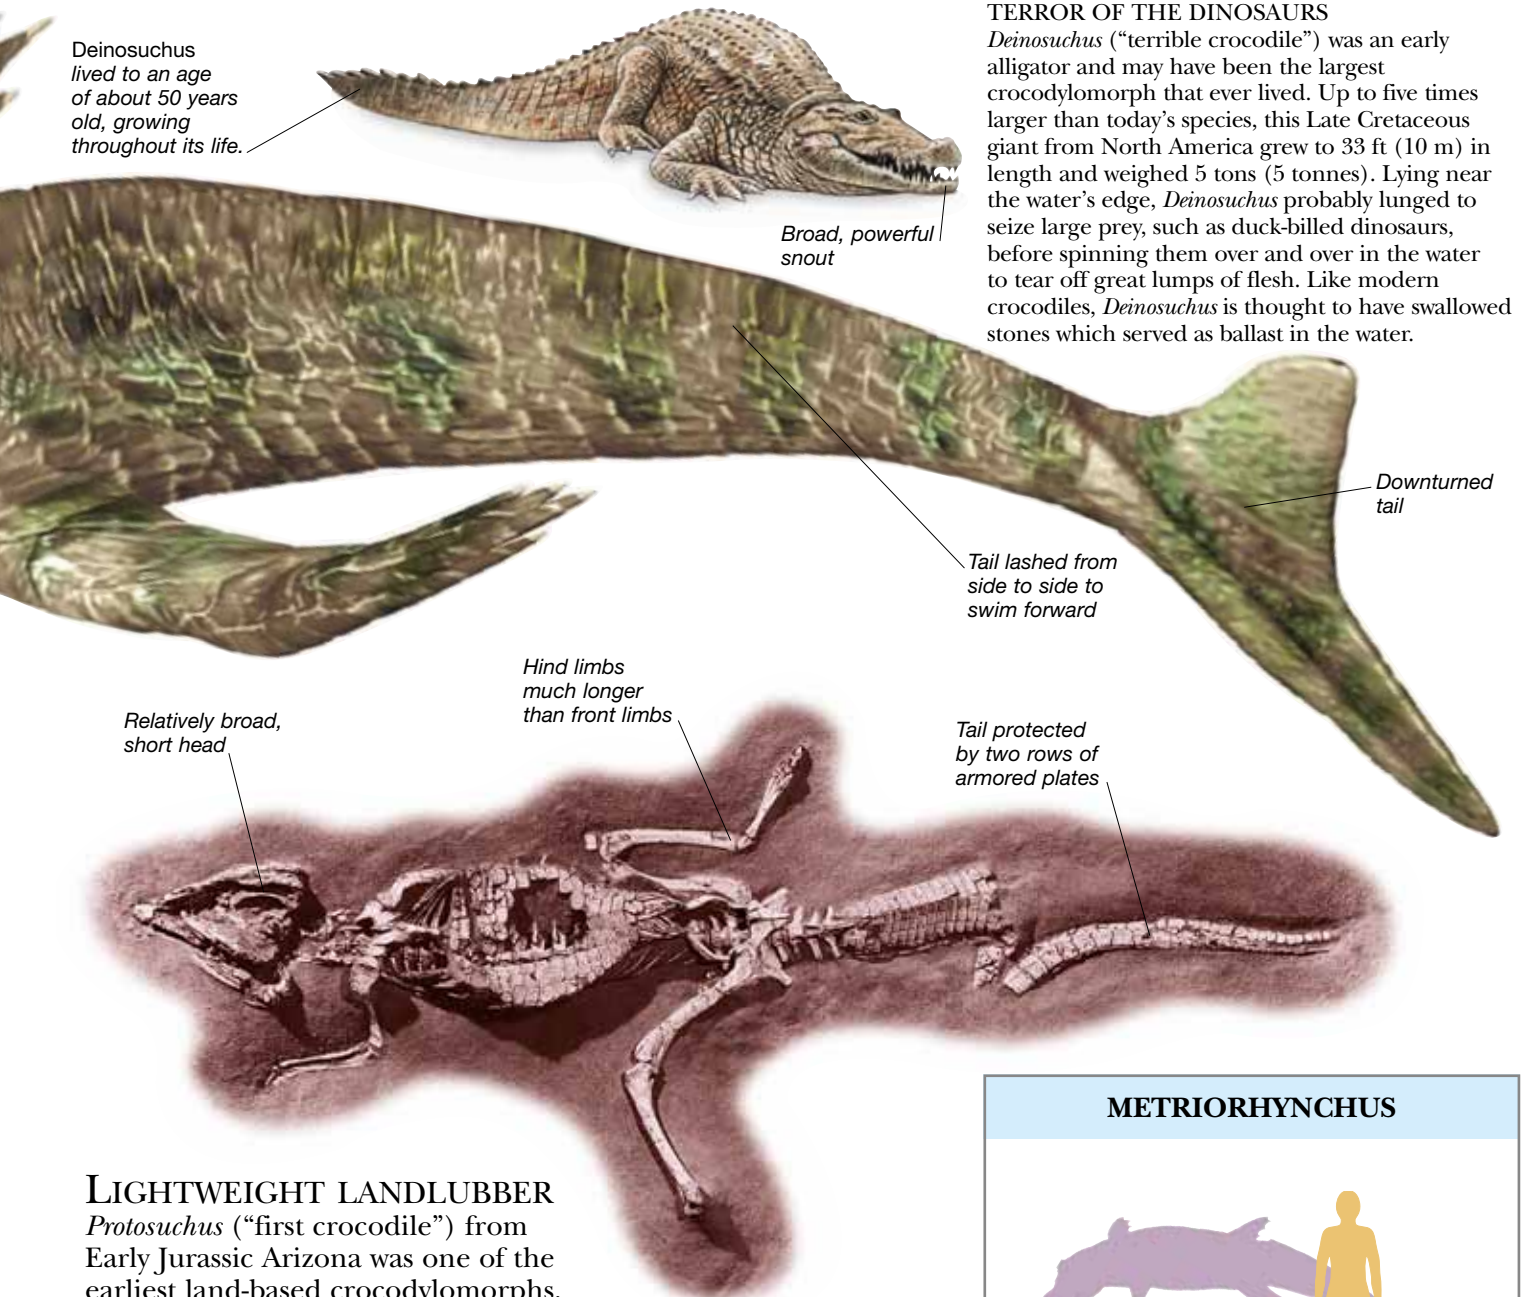 Deinosuchus
lived to an age
of about 50 years
old, growing
throughout its life.
Broad, powerful
snout
TERROR OF THE DINOSAURS
Deinosuchus (“terrible crocodile”) was an early
alligator and may have been the largest
crocodylomorph that ever lived. Up to five times
larger than today’s species, this Late Cretaceous
giant from North America grew to 33 ft (10 m) in
length and weighed 5 tons (5 tonnes). Lying near
the water’s edge, Deinosuchus probably lunged to
seize large prey, such as duck-billed dinosaurs,
before spinning them over and over in the water
to tear off great lumps of flesh. Like modern
crocodiles, Deinosuchus is thought to have swallowed
stones which served as ballast in the water.
Downturned
tail
Tail lashed from
side to side to
swim forward
Hind limbs
much longer
than front limbs
Relatively broad,
short head
Tail protected
by two rows of
armored plates
LIGHTWEIGHT LANDLUBBER
Protosuchus (“first crocodile”) from
Early Jurassic Arizona was one of the
earliest land-based crocodylomorphs.
METRIORHYNCHUS